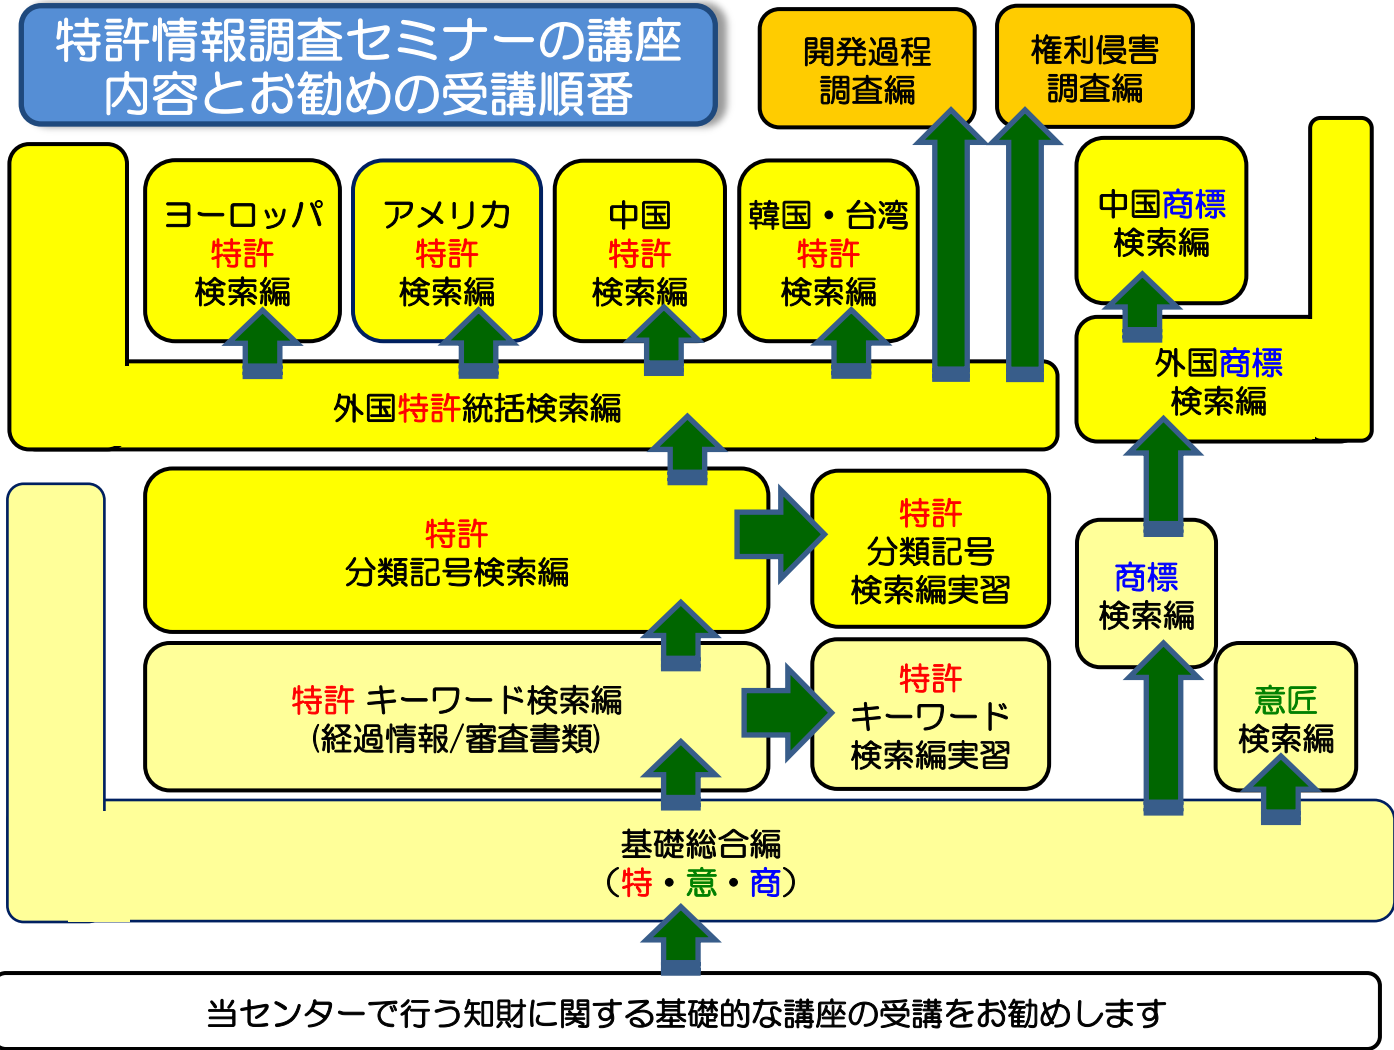 特許情報調査セミナーの講座
内容とお勧めの受講順番
開発過程
調査編
権利侵害
調査編
ヨーロッパ
特許
検索編
アメリカ
特許
検索編
中国
特許
検索編
韓国・台湾
特許
検索編
中国商標
検索編
外国特許統括検索編
外国商標
検索編
特許
分類記号検索編
特許
分類記号
検索編実習
商標
検索編
特許 キーワード検索編
(経過情報/審査書類)
特許
キーワード
検索編実習
意匠
検索編
基礎総合編
(特・意・商)
当センターで行う知財に関する基礎的な講座の受講をお勧めします